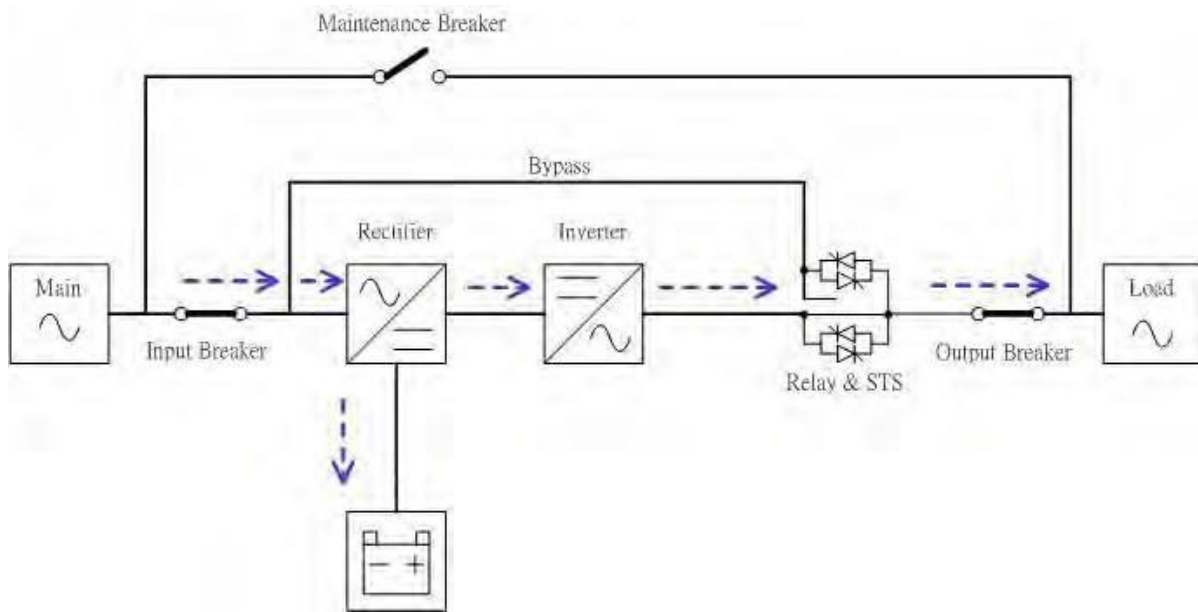 Maintenance Breaker
Bypass
Rectifier
Inverter
Main
Load
Input Breaker
Output Breaker
Relay & STS